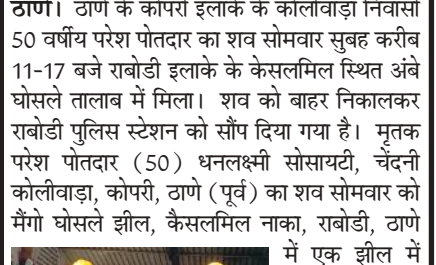 ठाणे। ठाणे के कोपरी इलाके के कोलीवाड़ा निवासी
50 वर्षीय परेश पोतदार का शव सोमवार सुबह करीब
11-17 बजे राबोडी इलाके के केसलमिल स्थित अंबे
घोसले तालाब में मिला। शव को बाहर निकालकर
राबोडी पुलिस स्टेशन को सौंप दिया गया है। मृतक
परेश पोतदार (50) धनलक्ष्मी सोसायटी, चेंदनी
कोलीवाड़ा, कोपरी, ठाणे (पूर्व) का शव सोमवार को
मैंगो घोसले झील, कैसलमिल नाका, राबोडी, ठाणे
में एक झील में